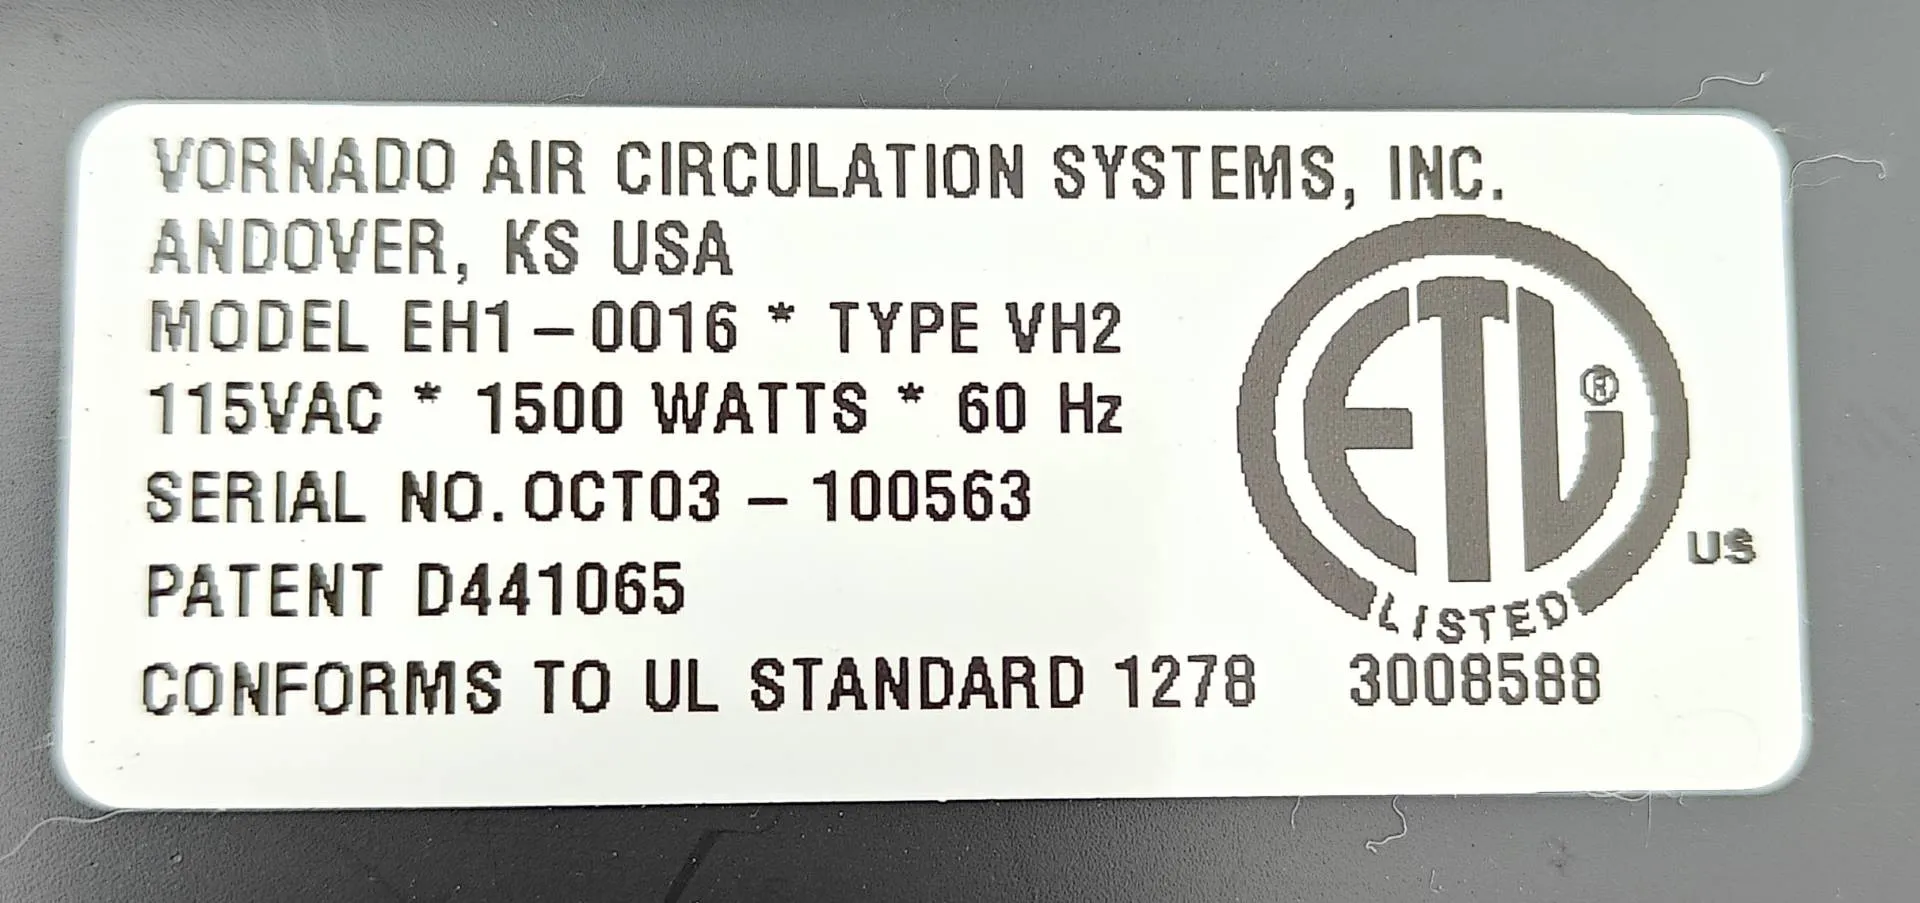 VORNADO AIR CIRCULATION SYSTEMS, INC.
ANDOVER, KS USA
MODEL EH1-0016 * TYPE VH2
115VAC * 1500 WATTS * 60 Hz
SERIAL NO. OCT03-100563
PATENT D441065
CONFORMS TO UL STANDARD 1278
ETL®
LISTED
US
3008588